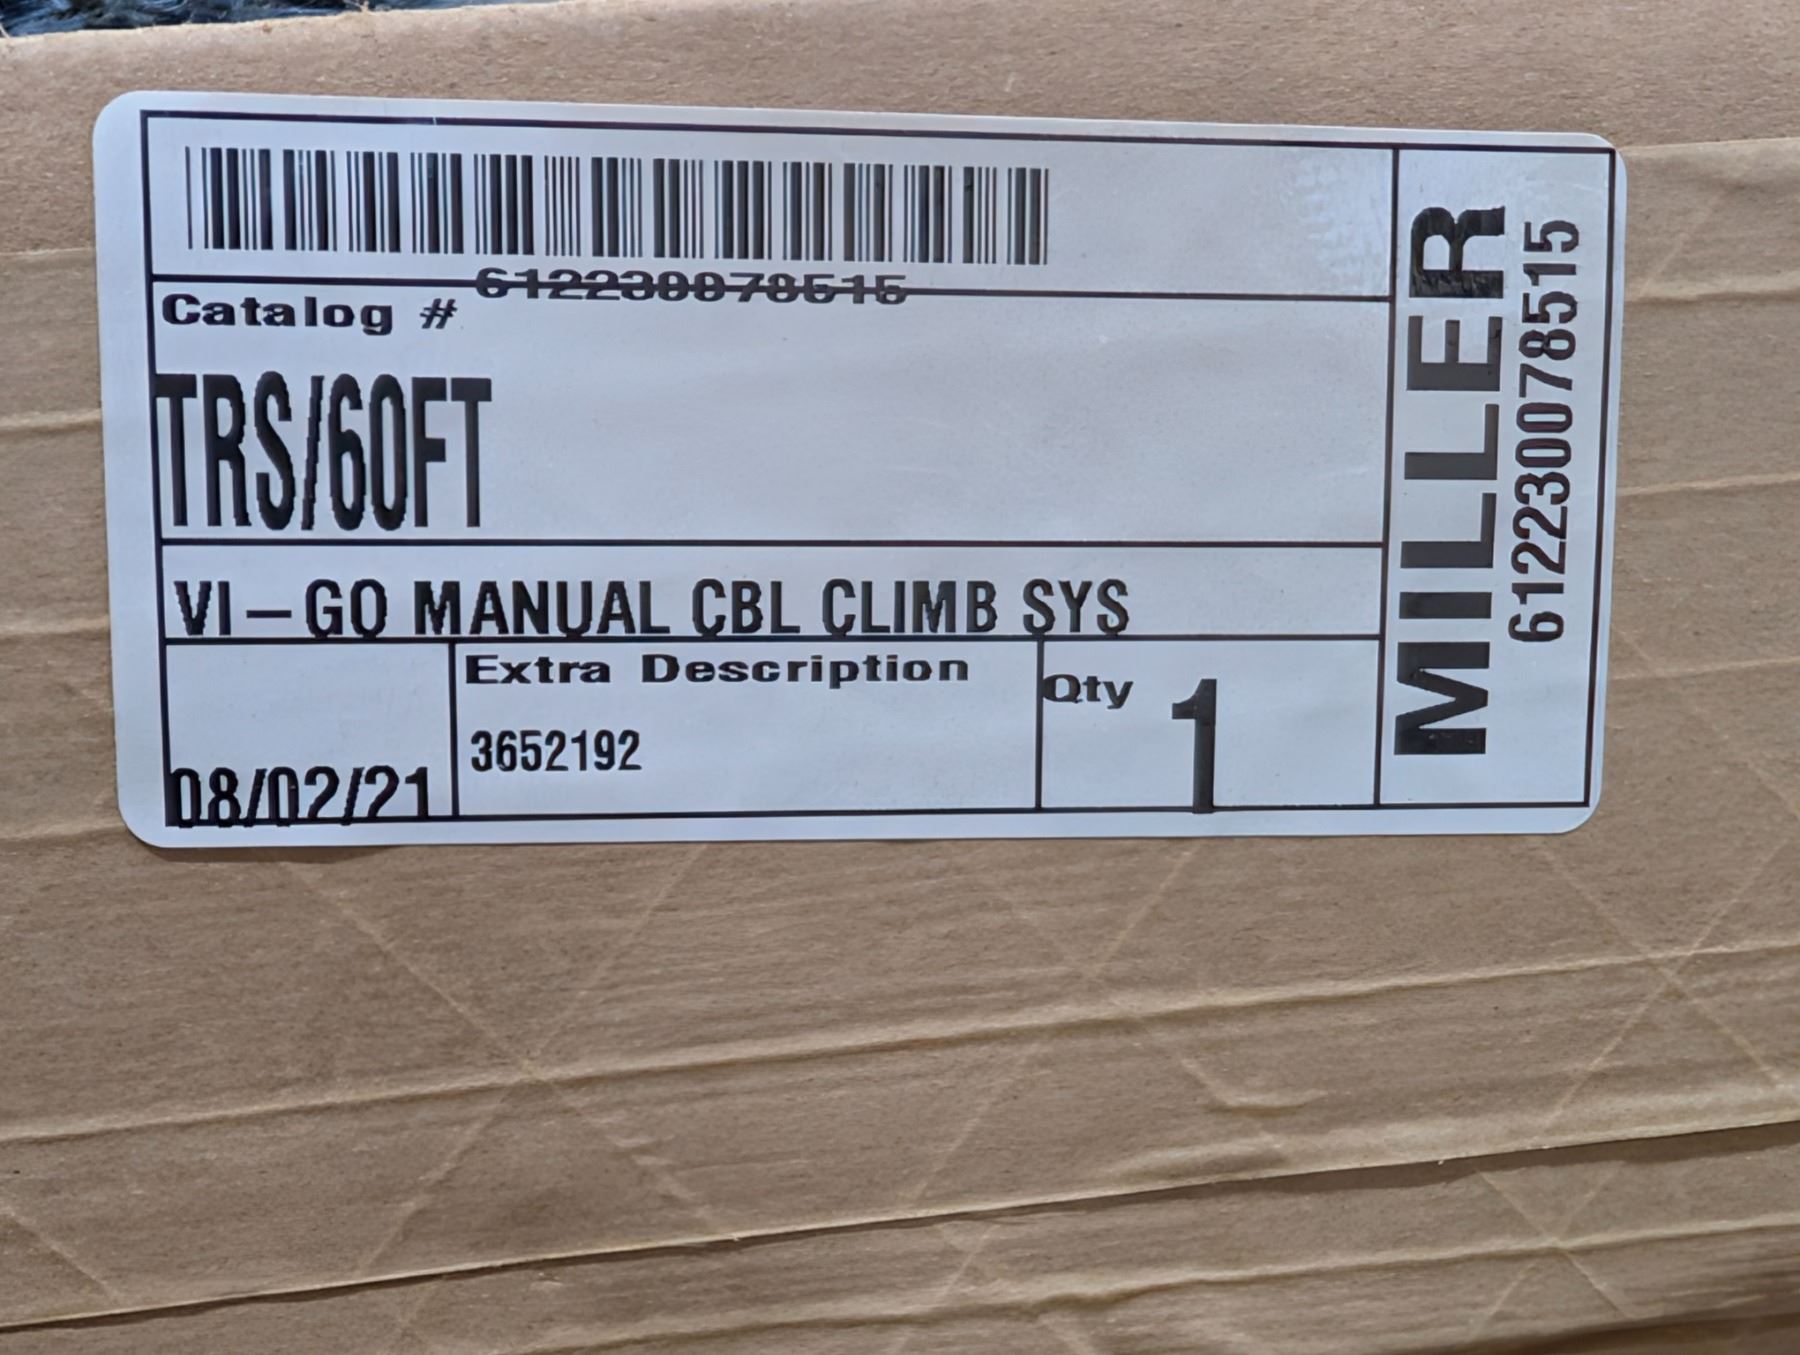 612230078515
Catalog #
TRS/60FT
VI-GO MANUAL CBL CLIMB SYS
08/02/21
Extra Description
3652192
Qty 1
MILLER
612230078515